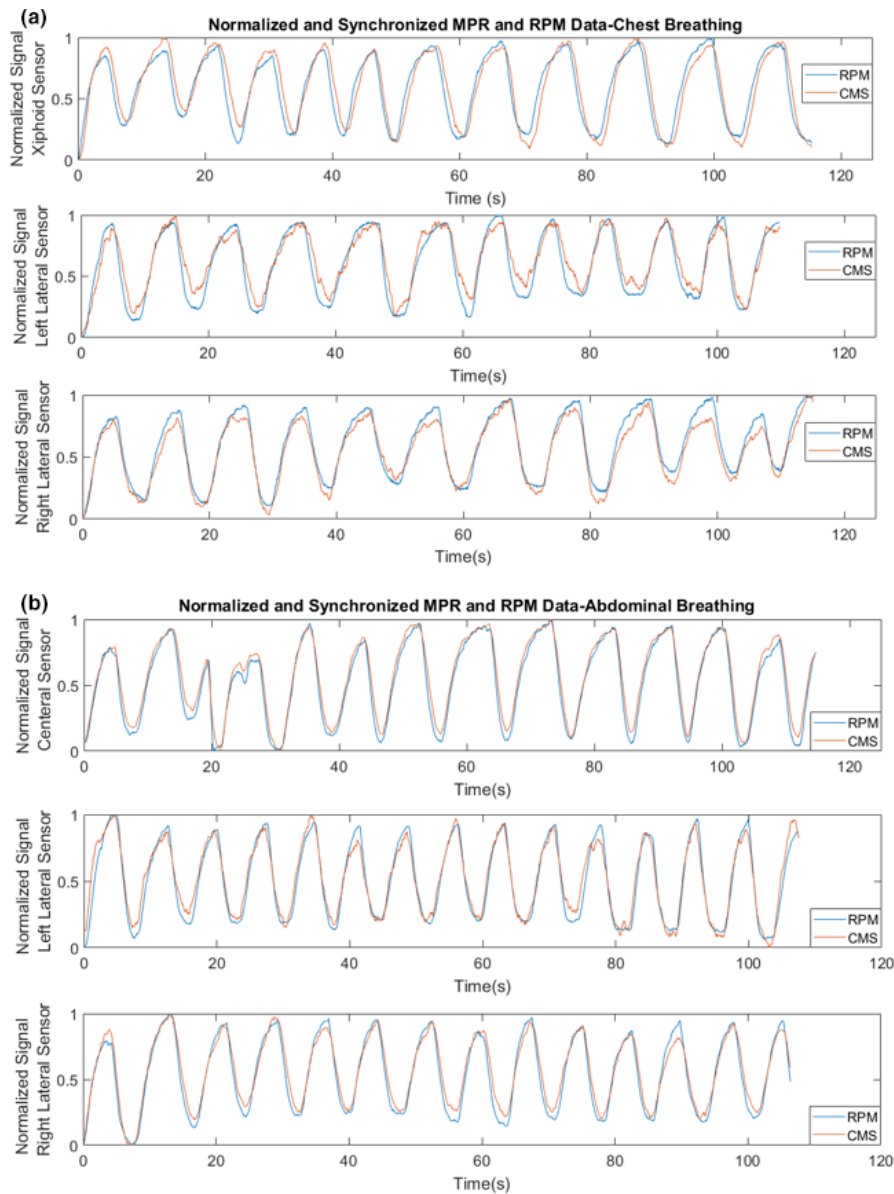 (a)
Normalized and Synchronized MPR and RPM Data-Chest Breathing
Normalized Signal
Xiphoid Sensor
1
0.5
0
0 20 40 60 80 100 120
Time (s)
RPM
CMS
Normalized Signal
Left Lateral Sensor
1
0.5
0
0 20 40 60 80 100 120
Time(s)
RPM
CMS
Normalized Signal
Right Lateral Sensor
1
0.5
0
0 20 40 60 80 100 120
Time(s)
RPM
CMS
(b)
Normalized and Synchronized MPR and RPM Data-Abdominal Breathing
Normalized Signal
Centeral Sensor
1
0.5
0
0 20 40 60 80 100 120
Time(s)
RPM
CMS
Normalized Signal
Left Lateral Sensor
1
0.5
0
0 20 40 60 80 100 120
Time(s)
RPM
CMS
Normalized Signal
Right Lateral Sensor
1
0.5
0
0 20 40 60 80 100 120
Time(s)
RPM
CMS